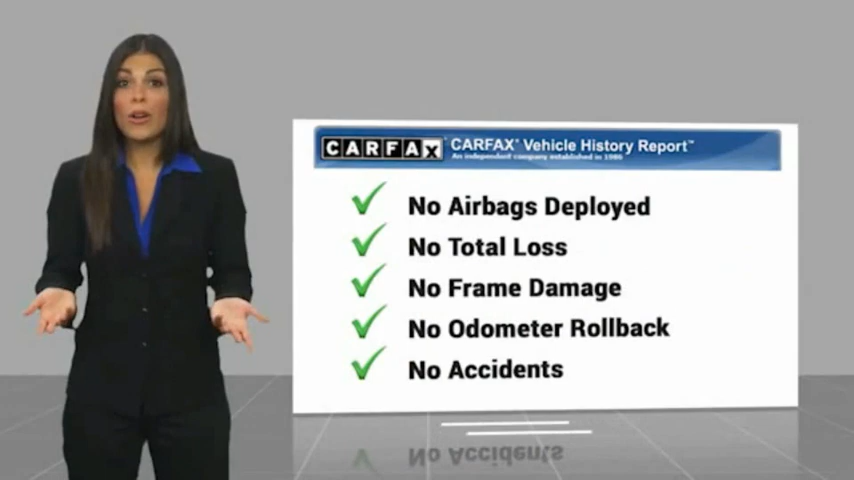 CARFAX CARFAX® Vehicle History Report™
An independent company established in 1986
No Airbags Deployed
No Total Loss
No Frame Damage
No Odometer Rollback
No Accidents
No Accidents